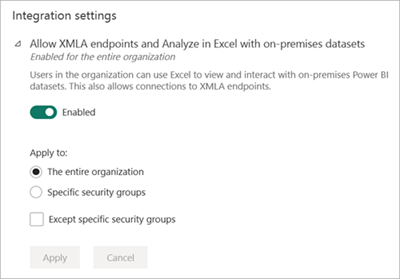 Integration settings
Allow XMLA endpoints and Analyze in Excel with on-premises datasets
Enabled for the entire organization
Users in the organization can use Excel to view and interact with on-premises Power BI
datasets. This also allows connections to XMLA endpoints.
Enabled
Apply to:
The entire organization
Specific security groups
Except specific security groups
Apply Cancel